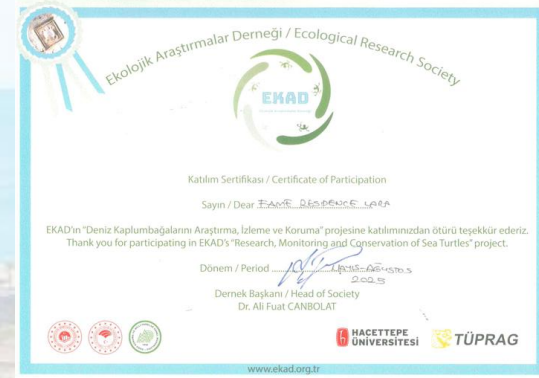 Ekolojik Araştırmalar Derneği / Ecological Research Society
EKAD
Katılım Sertifikası / Certificate of Participation
Sayın / Dear FAME RESIDENCE LARA
EKAD'ın "Deniz Kaplumbağalarını Araştırma, İzleme ve Koruma" projesine katılımınızdan ötürü teşekkür ederiz.
Thank you for participating in EKAD's "Research, Monitoring and Conservation of Sea Turtles" project.
Dönem / Period MAYIS-AĞUSTOS
2025
Dernek Başkanı / Head of Society
Dr. Ali Fuat CANBOLAT
HACETTEPE
ÜNİVERSİTESİ
TÜPRAG
www.ekad.org.tr